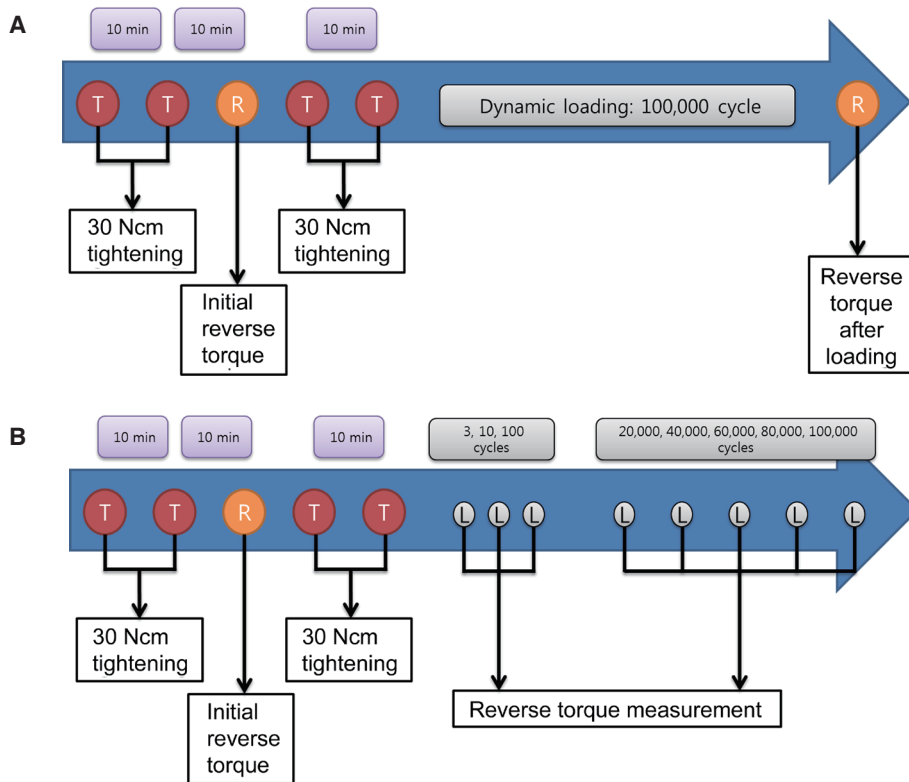 A
10 min
10 min
10 min
T
T
R
T
T
Dynamic loading: 100,000 cycle
R
30 Ncm
tightening
30 Ncm
tightening
Initial
reverse
torque
Reverse
torque
after
loading
B
10 min
10 min
10 min
3, 10, 100
cycles
20,000, 40,000, 60,000, 80,000, 100,000
cycles
T
T
R
T
T
L
L
L
L
L
L
L
L
30 Ncm
tightening
30 Ncm
tightening
Initial
reverse
torque
Reverse torque measurement